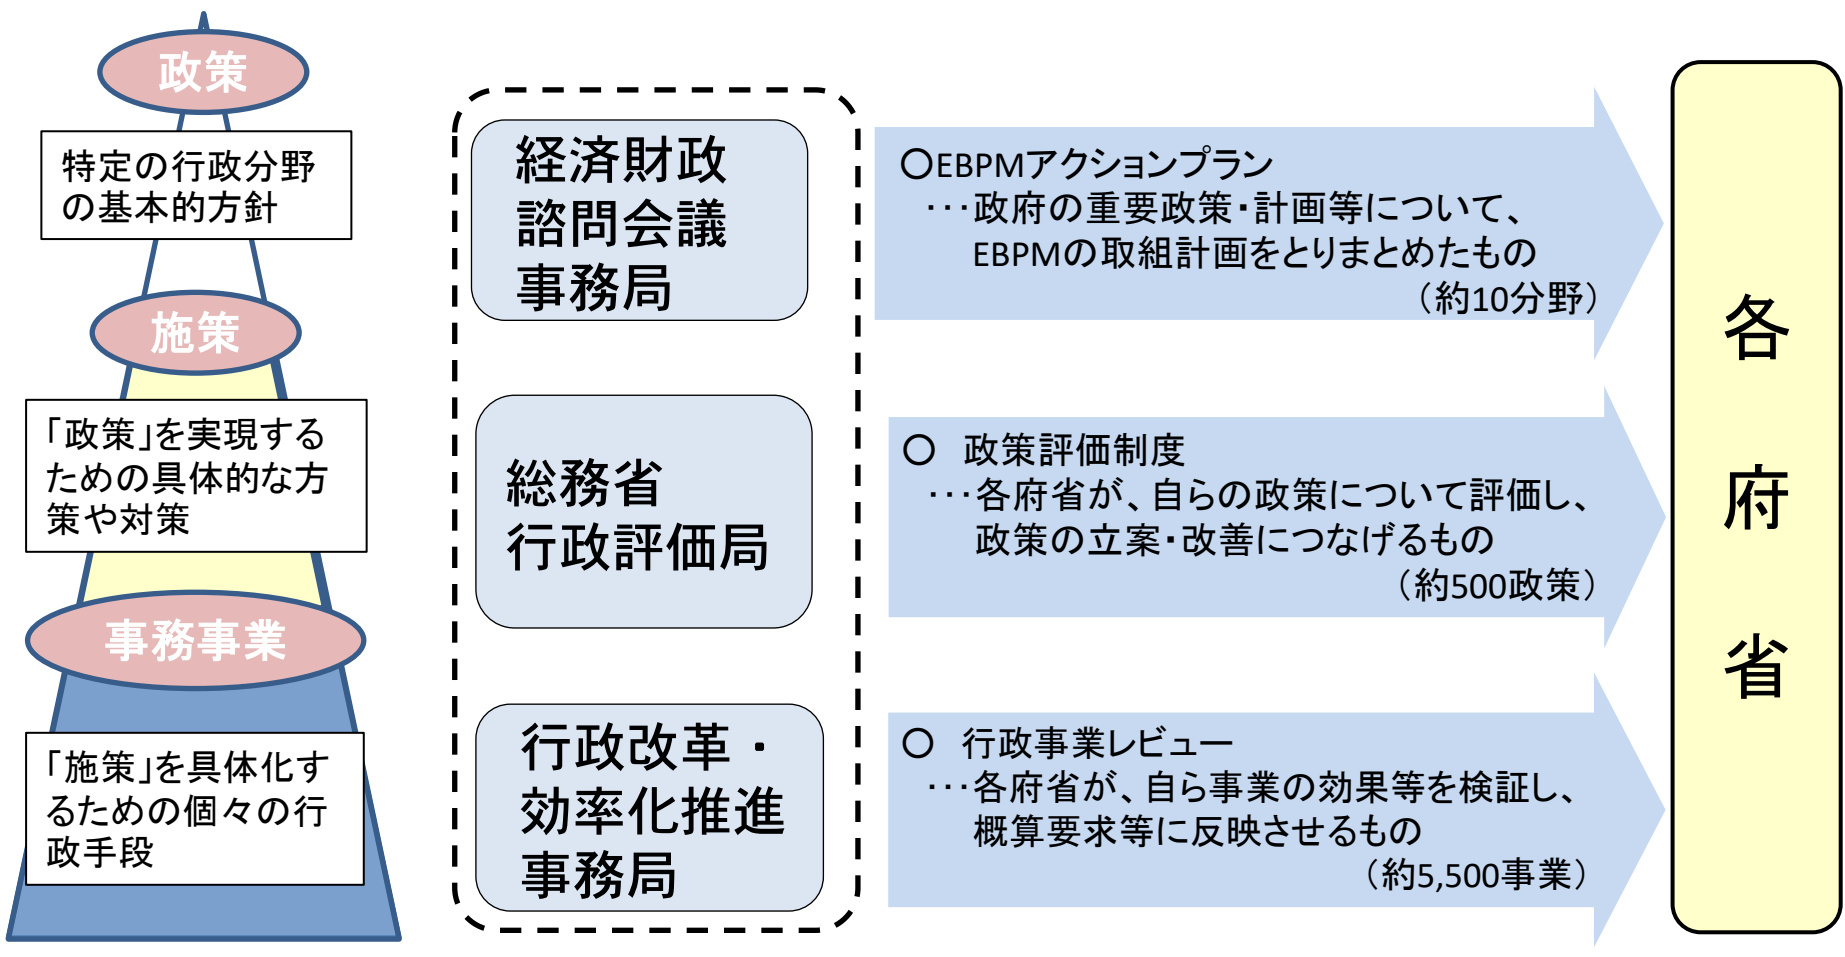 政策
特定の行政分野
の基本的方針
施策
「政策」を実現する
ための具体的な方
策や対策
事務事業
「施策」を具体化す
るための個々の行
政手段
経済財政
諮問会議
事務局
総務省
行政評価局
行政改革・
効率化推進
事務局
〇EBPMアクションプラン
・・・政府の重要政策・計画等について、
EBPMの取組計画をとりまとめたもの
（約10分野）
〇　政策評価制度
・・・各府省が、自らの政策について評価し、
政策の立案・改善につなげるもの
（約500政策）
〇　行政事業レビュー
・・・各府省が、自ら事業の効果等を検証し、
概算要求等に反映させるもの
（約5,500事業）
各
府
省